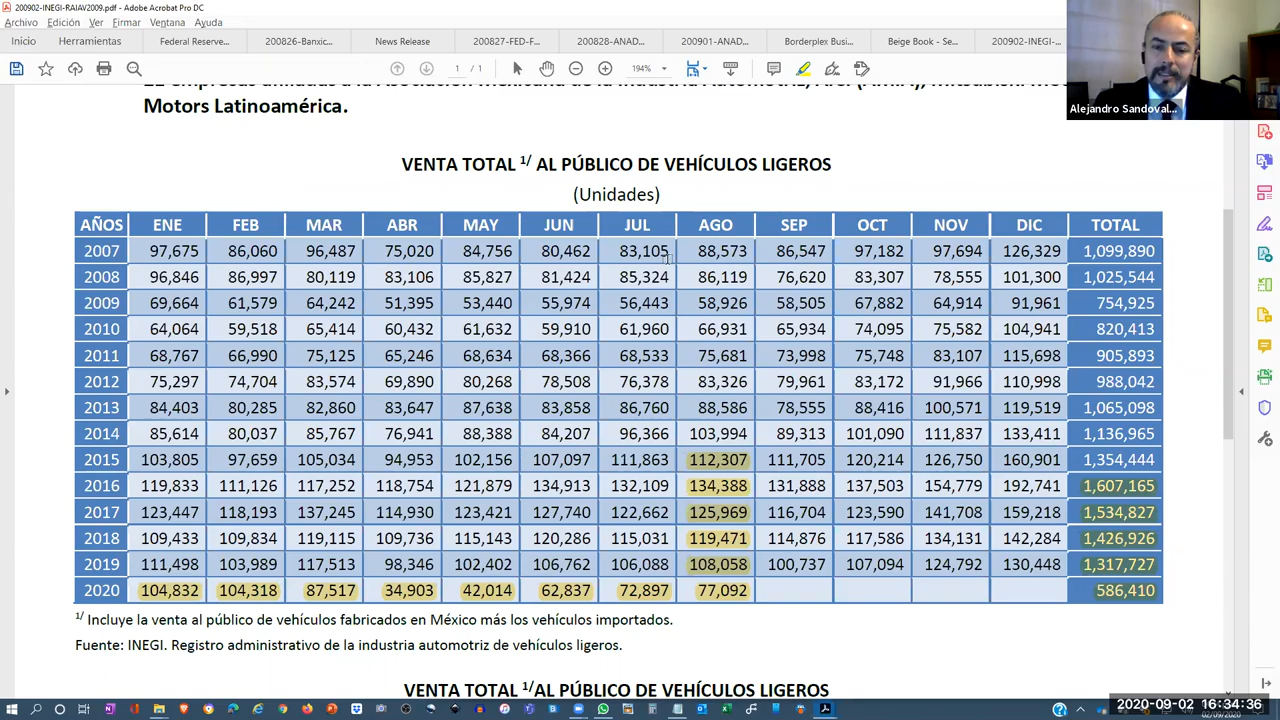 200902-INEGI-RAIAV2009.pdf - Adobe Acrobat Pro DC
Archivo Edición Ver Firmar Ventana Ayuda
Inicio Herramientas Federal Reserve... 200826-Banxic... News Release 200827-FED-F... 200828-ANAD... 200901-ANAD... Borderplex Busi... Beige Book - Se... 200902-INEGI-...
1 / 1 194%
Alejandro Sandoval...
Motors Latinoamérica.
VENTA TOTAL 1/ AL PÚBLICO DE VEHÍCULOS LIGEROS
(Unidades)
AÑOS ENE FEB MAR ABR MAY JUN JUL AGO SEP OCT NOV DIC TOTAL
2007 97,675 86,060 96,487 75,020 84,756 80,462 83,105 88,573 86,547 97,182 97,694 126,329 1,099,890
2008 96,846 86,997 80,119 83,106 85,827 81,424 85,324 86,119 76,620 83,307 78,555 101,300 1,025,544
2009 69,664 61,579 64,242 51,395 53,440 55,974 56,443 58,926 58,505 67,882 64,914 91,961 754,925
2010 64,064 59,518 65,414 60,432 61,632 59,910 61,960 66,931 65,934 74,095 75,582 104,941 820,413
2011 68,767 66,990 75,125 65,246 68,634 68,366 68,533 75,681 73,998 75,748 83,107 115,698 905,893
2012 75,297 74,704 83,574 69,890 80,268 78,508 76,378 83,326 79,961 83,172 91,966 110,998 988,042
2013 84,403 80,285 82,860 83,647 87,638 83,858 86,760 88,586 78,555 88,416 100,571 119,519 1,065,098
2014 85,614 80,037 85,767 76,941 88,388 84,207 96,366 103,994 89,313 101,090 111,837 133,411 1,136,965
2015 103,805 97,659 105,034 94,953 102,156 107,097 111,863 112,307 111,705 120,214 126,750 160,901 1,354,444
2016 119,833 111,126 117,252 118,754 121,879 134,913 132,109 134,388 131,888 137,503 154,779 192,741 1,607,165
2017 123,447 118,193 137,245 114,930 123,421 127,740 122,662 125,969 116,704 123,590 141,708 159,218 1,534,827
2018 109,433 109,834 119,115 109,736 115,143 120,286 115,031 119,471 114,876 117,586 134,131 142,284 1,426,926
2019 111,498 103,989 117,513 98,346 102,402 106,762 106,088 108,058 100,737 107,094 124,792 130,448 1,317,727
2020 104,832 104,318 87,517 34,903 42,014 62,837 72,897 77,092 586,410
1/ Incluye la venta al público de vehículos fabricados en México más los vehículos importados.
Fuente: INEGI. Registro administrativo de la industria automotriz de vehículos ligeros.
VENTA TOTAL 1/AL PÚBLICO DE VEHÍCULOS LIGEROS
2020-09-02 16:34:36
02/09/2020